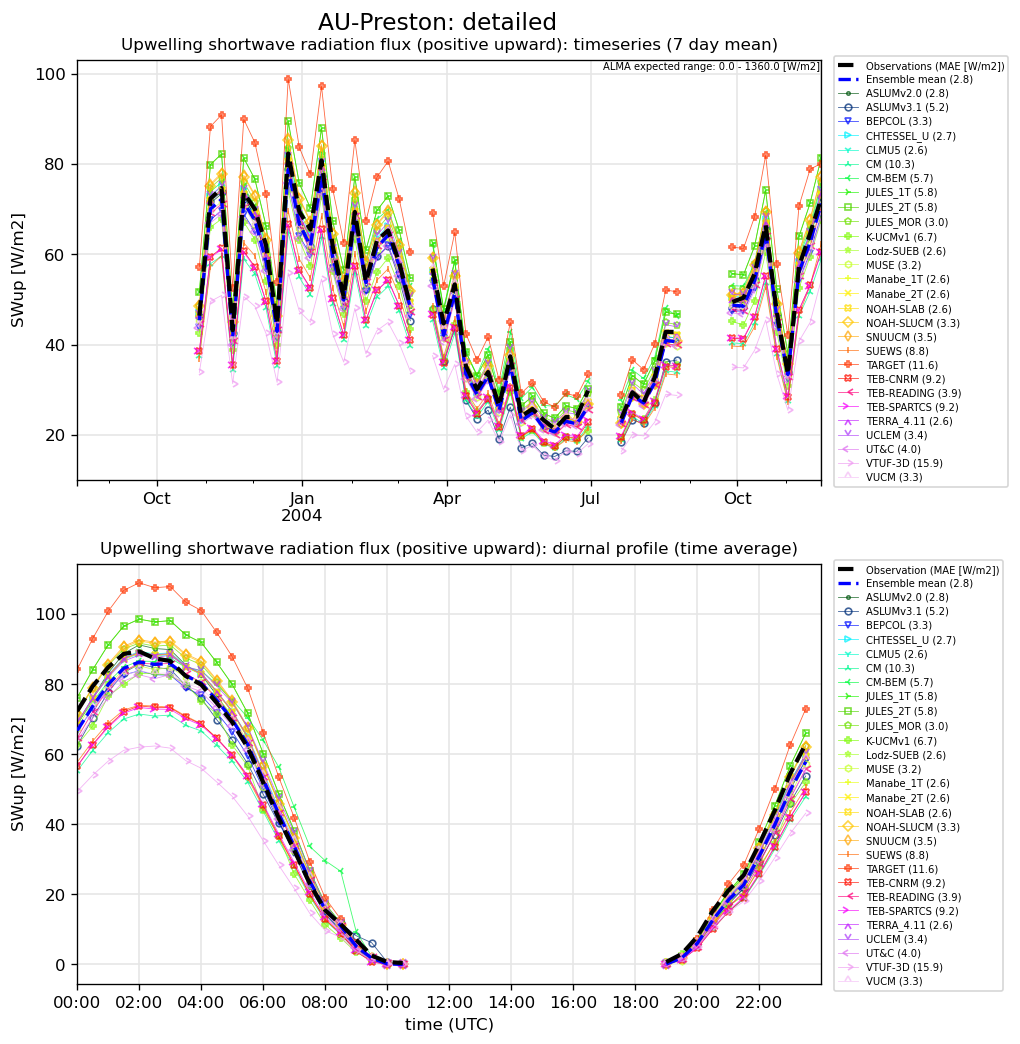 AU-Preston: detailed
Upwelling shortwave radiation flux (positive upward): timeseries (7 day mean)
ALMA expected range: 0.0 - 1360.0 [W/m2]
SWup [W/m2]
100
80
60
40
20
Oct
Jan
2004
Apr
Jul
Oct
Observations (MAE [W/m2])
Ensemble mean (2.8)
ASLUMv2.0 (2.8)
ASLUMv3.1 (5.2)
BEPCOL (3.3)
CHTESSEL_U (2.7)
CLMU5 (2.6)
CM (10.3)
CM-BEM (5.7)
JULES_1T (5.8)
JULES_2T (5.8)
JULES_MOR (3.0)
K-UCMv1 (6.7)
Lodz-SUEB (2.6)
MUSE (3.2)
Manabe_1T (2.6)
Manabe_2T (2.6)
NOAH-SLAB (2.6)
NOAH-SLUCM (3.3)
SNUUCM (3.5)
SUEWS (8.8)
TARGET (11.6)
TEB-CNRM (9.2)
TEB-READING (3.9)
TEB-SPARTCS (9.2)
TERRA_4.11 (2.6)
UCLEM (3.4)
UT&C (4.0)
VTUF-3D (15.9)
VUCM (3.3)
Upwelling shortwave radiation flux (positive upward): diurnal profile (time average)
SWup [W/m2]
100
80
60
40
20
0
00:00
02:00
04:00
06:00
08:00
10:00
12:00
14:00
16:00
18:00
20:00
22:00
time (UTC)
Observation (MAE [W/m2])
Ensemble mean (2.8)
ASLUMv2.0 (2.8)
ASLUMv3.1 (5.2)
BEPCOL (3.3)
CHTESSEL_U (2.7)
CLMU5 (2.6)
CM (10.3)
CM-BEM (5.7)
JULES_1T (5.8)
JULES_2T (5.8)
JULES_MOR (3.0)
K-UCMv1 (6.7)
Lodz-SUEB (2.6)
MUSE (3.2)
Manabe_1T (2.6)
Manabe_2T (2.6)
NOAH-SLAB (2.6)
NOAH-SLUCM (3.3)
SNUUCM (3.5)
SUEWS (8.8)
TARGET (11.6)
TEB-CNRM (9.2)
TEB-READING (3.9)
TEB-SPARTCS (9.2)
TERRA_4.11 (2.6)
UCLEM (3.4)
UT&C (4.0)
VTUF-3D (15.9)
VUCM (3.3)